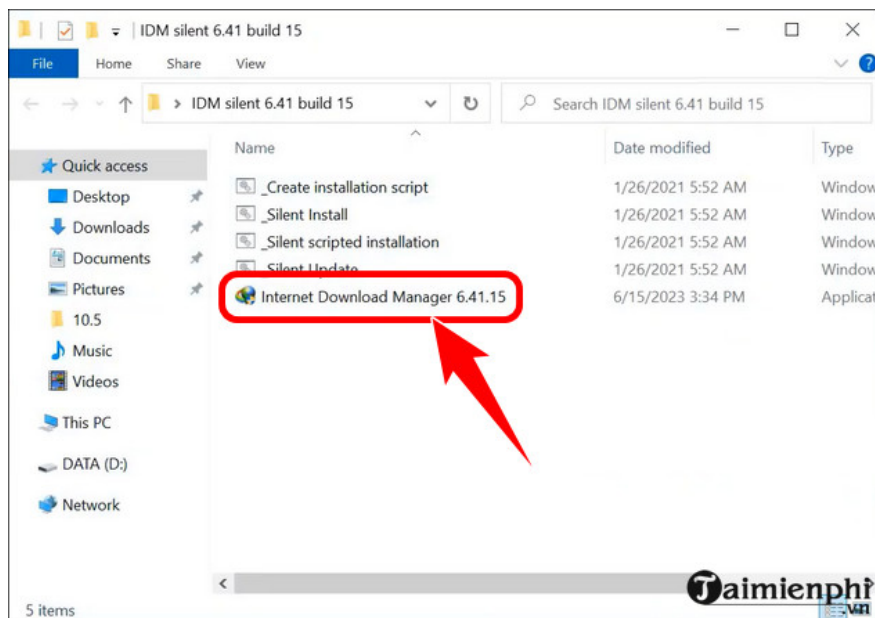 IDM silent 6.41 build 15
File Home Share View
IDM silent 6.41 build 15 Search IDM silent 6.41 build 15
Name Date modified Type
Quick access
Desktop
Downloads
Documents
Pictures
10.5
Music
Videos
This PC
DATA (D:)
Network
_Create installation script 1/26/2021 5:52 AM Window
_Silent Install 1/26/2021 5:52 AM Window
_Silent scripted installation 1/26/2021 5:52 AM Window
_Silent Update 1/26/2021 5:52 AM Window
Internet Download Manager 6.41.15 6/15/2023 3:34 PM Applicat
5 items
Taimienphi
.vn